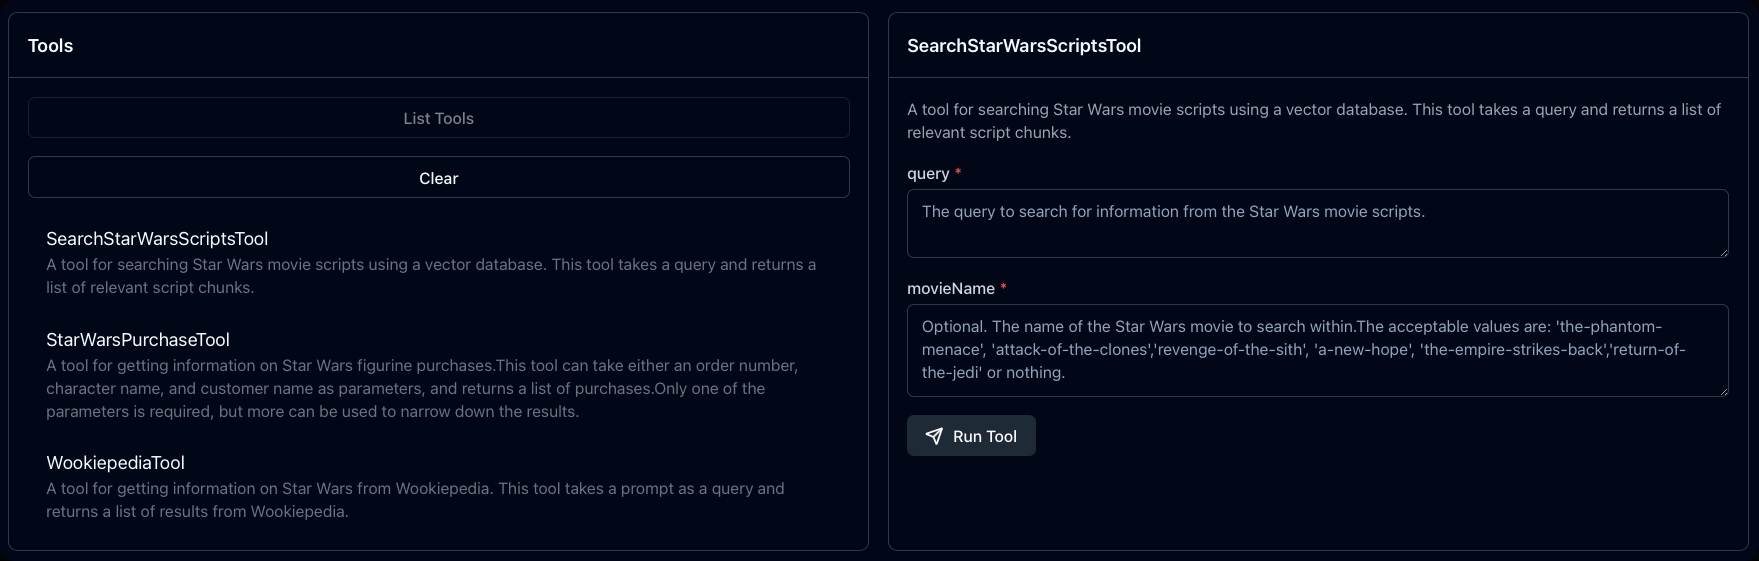 Tools
List Tools
Clear
SearchStarWarsScriptsTool
A tool for searching Star Wars movie scripts using a vector database. This tool takes a query and returns a
list of relevant script chunks.
StarWarsPurchaseTool
A tool for getting information on Star Wars figurine purchases.This tool can take either an order number,
character name, and customer name as parameters, and returns a list of purchases.Only one of the
parameters is required, but more can be used to narrow down the results.
WookiepediaTool
A tool for getting information on Star Wars from Wookiepedia. This tool takes a prompt as a query and
returns a list of results from Wookiepedia.
SearchStarWarsScriptsTool
A tool for searching Star Wars movie scripts using a vector database. This tool takes a query and returns a list of
relevant script chunks.
query *
The query to search for information from the Star Wars movie scripts.
movieName *
Optional. The name of the Star Wars movie to search within.The acceptable values are: 'the-phantom-
menace', 'attack-of-the-clones','revenge-of-the-sith', 'a-new-hope', 'the-empire-strikes-back','return-of-
the-jedi' or nothing.
Run Tool